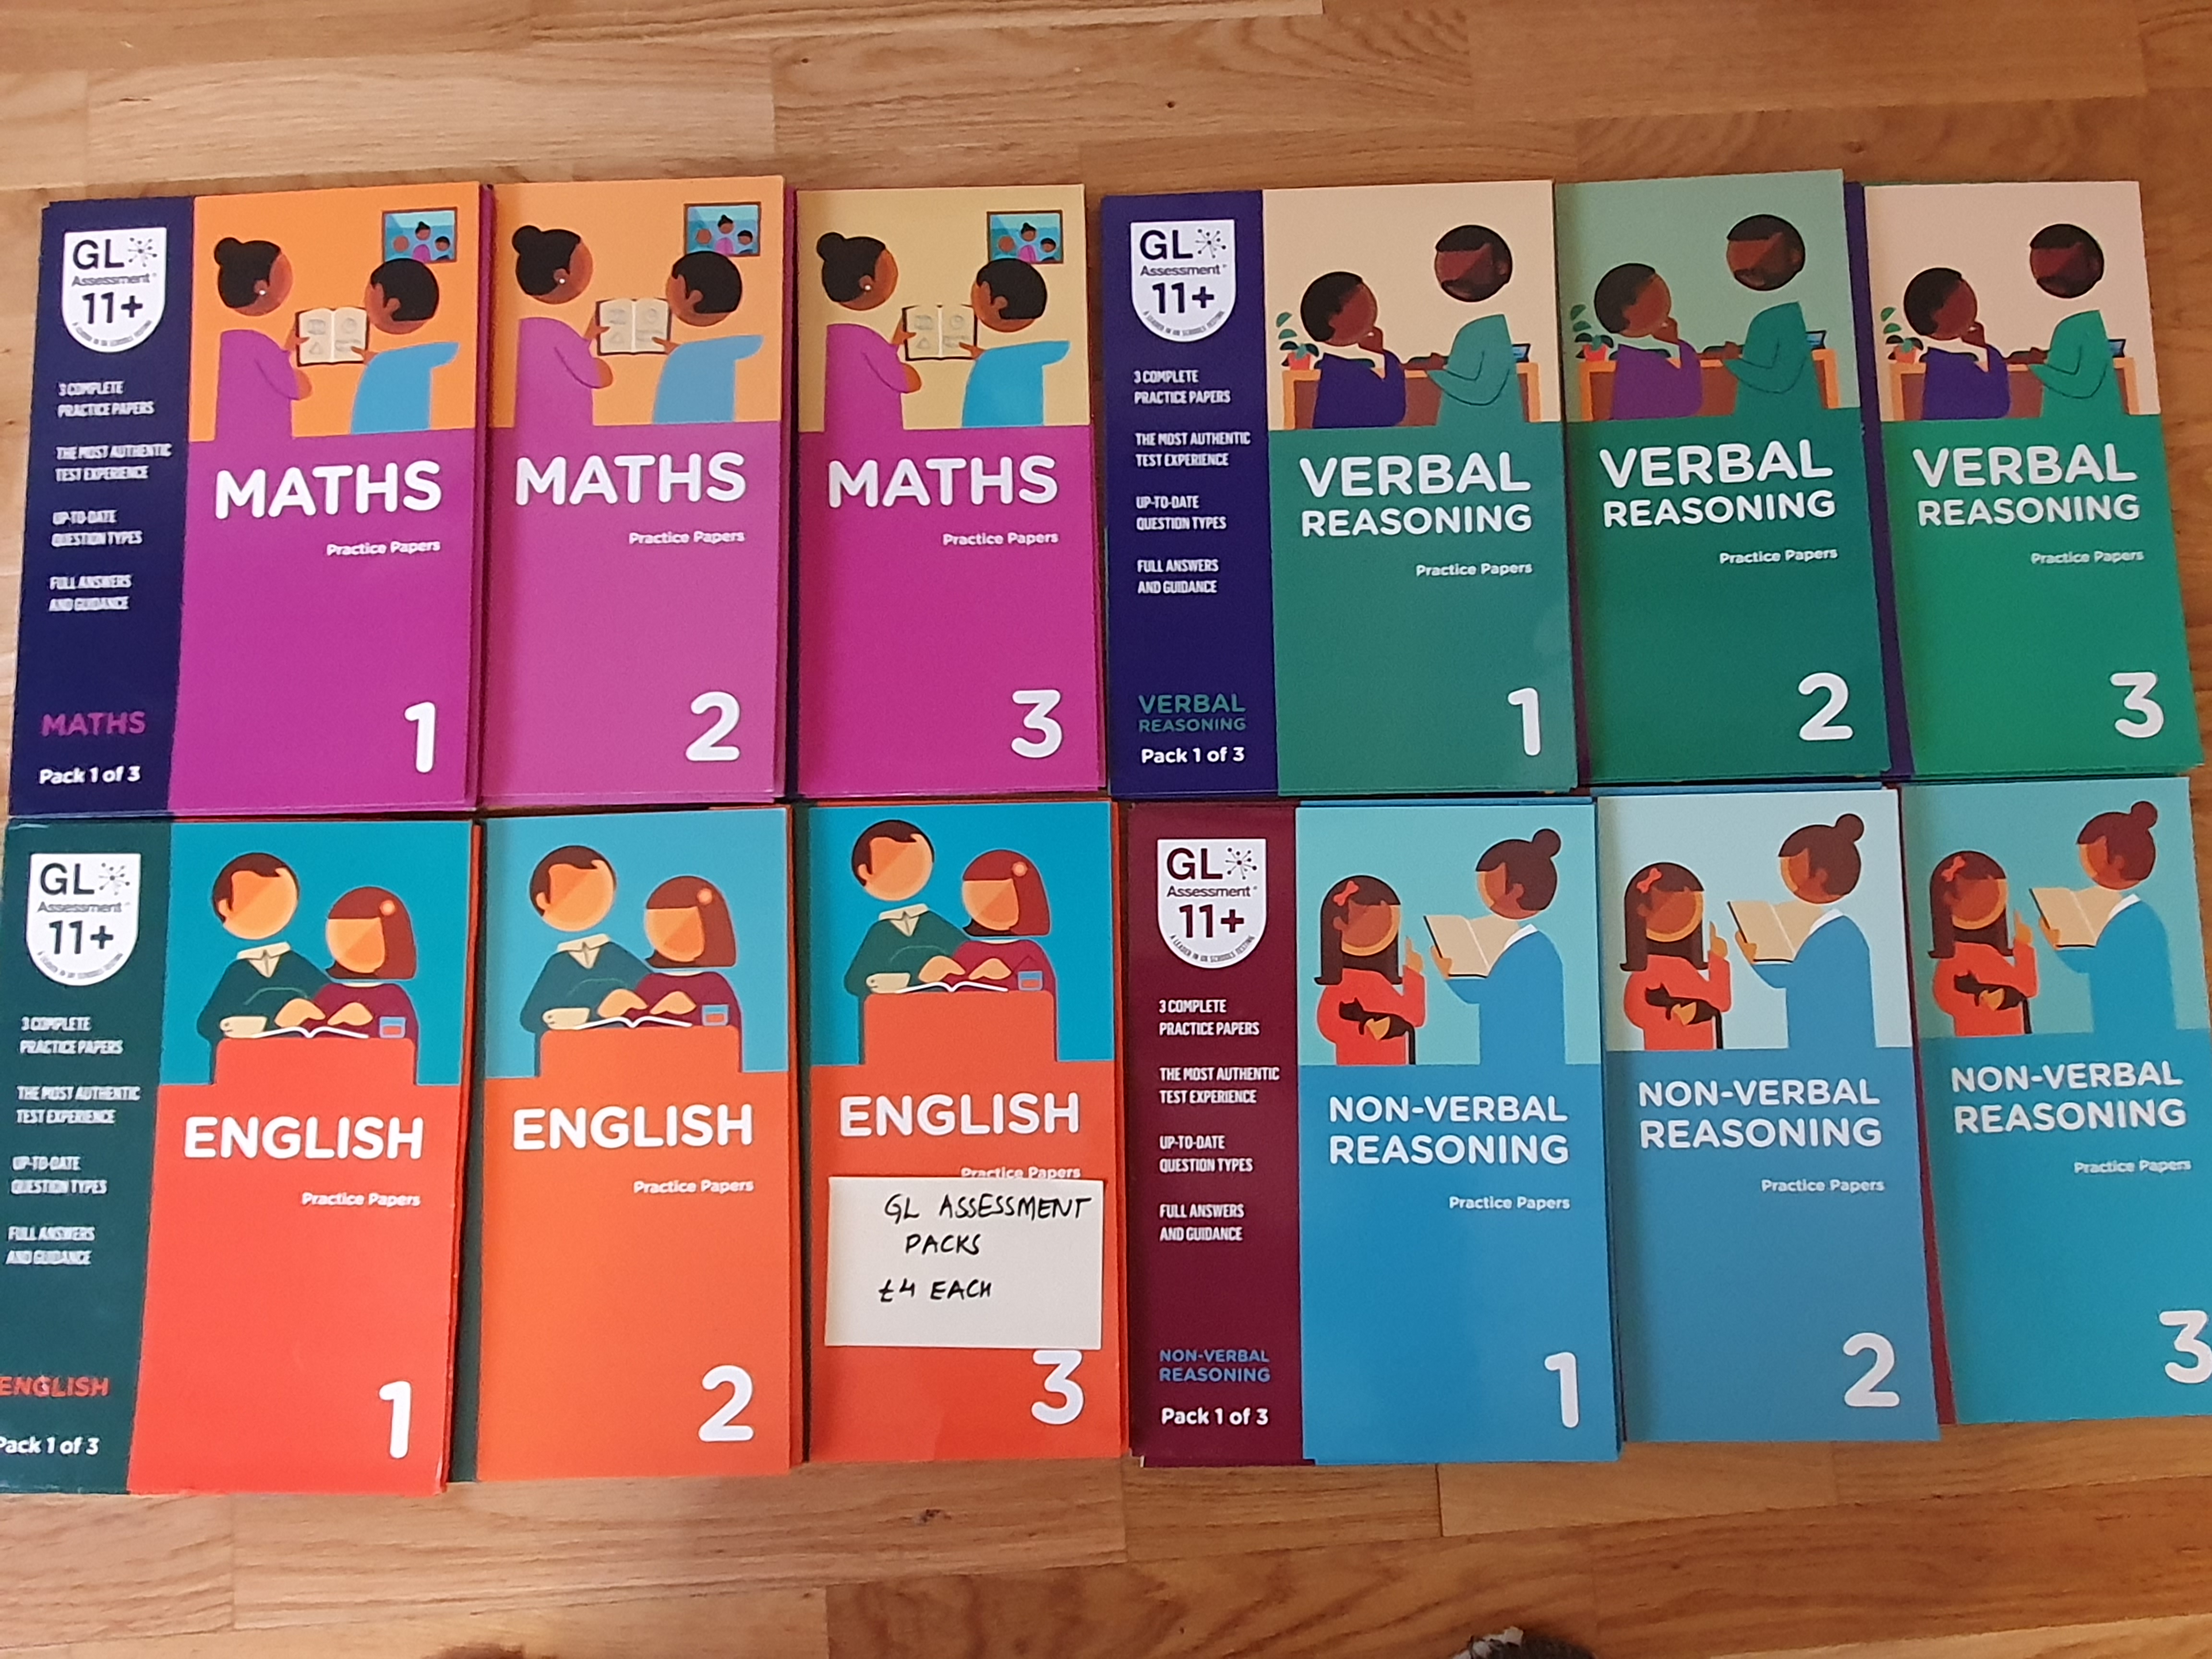 GL
Assessment
11+
3 COMPLETE
PRACTICE PAPERS
THE MOST AUTHENTIC
TEST EXPERIENCE
UP-TO-DATE
QUESTION TYPES
FULL ANSWERS
AND GUIDANCE
MATHS
Pack 1 of 3
MATHS
Practice Papers
1
MATHS
Practice Papers
2
MATHS
Practice Papers
3
GL
Assessment
11+
3 COMPLETE
PRACTICE PAPERS
THE MOST AUTHENTIC
TEST EXPERIENCE
UP-TO-DATE
QUESTION TYPES
FULL ANSWERS
AND GUIDANCE
VERBAL
REASONING
Pack 1 of 3
VERBAL
REASONING
Practice Papers
1
VERBAL
REASONING
Practice Papers
2
VERBAL
REASONING
Practice Papers
3
GL
Assessment
11+
3 COMPLETE
PRACTICE PAPERS
THE MOST AUTHENTIC
TEST EXPERIENCE
UP-TO-DATE
QUESTION TYPES
FULL ANSWERS
AND GUIDANCE
ENGLISH
Pack 1 of 3
ENGLISH
Practice Papers
1
ENGLISH
Practice Papers
2
ENGLISH
Practice Papers
GL ASSESSMENT
PACKS
£4 EACH
3
GL
Assessment
11+
3 COMPLETE
PRACTICE PAPERS
THE MOST AUTHENTIC
TEST EXPERIENCE
UP-TO-DATE
QUESTION TYPES
FULL ANSWERS
AND GUIDANCE
NON-VERBAL
REASONING
Pack 1 of 3
NON-VERBAL
REASONING
Practice Papers
1
NON-VERBAL
REASONING
Practice Papers
2
NON-VERBAL
REASONING
Practice Papers
3